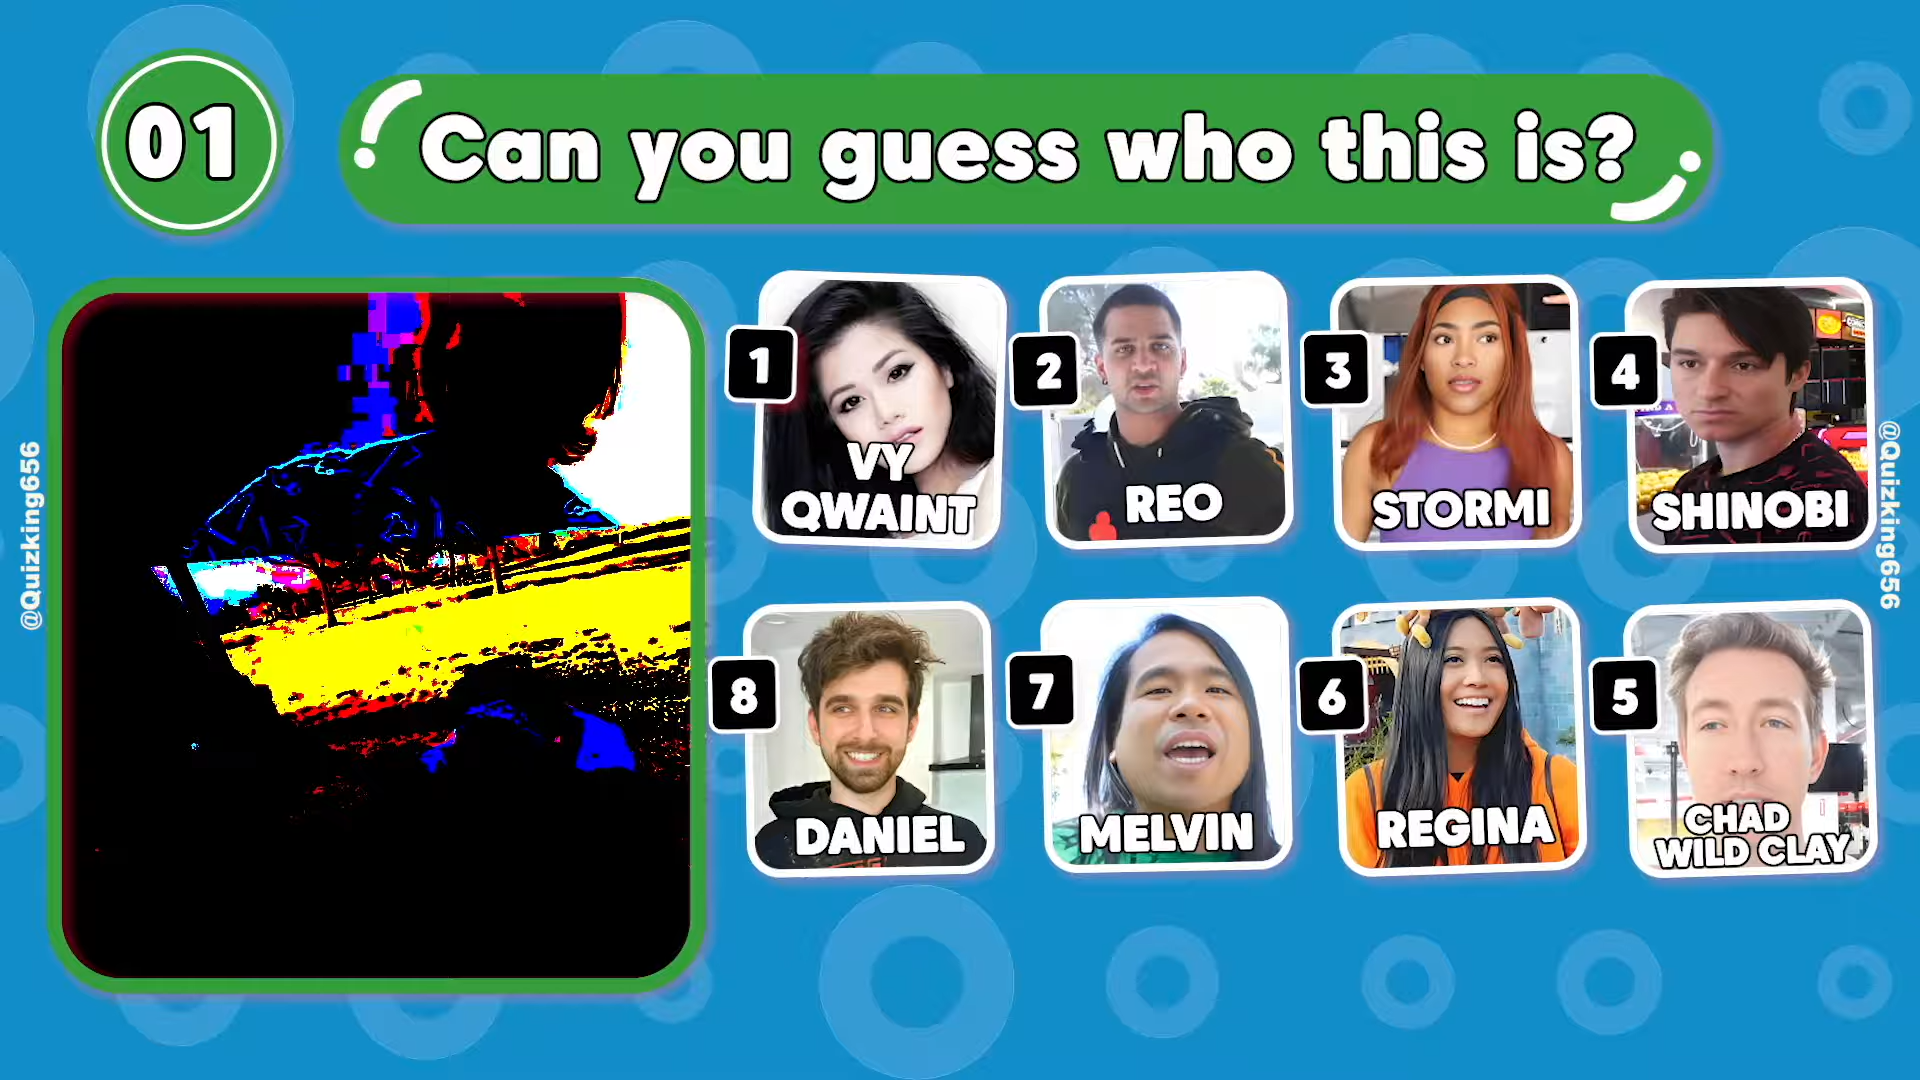 01
Can you guess who this is?
@Quizking656
@Quizking656
1
VY
QWAINT
2
REO
3
STORMI
4
SHINOBI
8
DANIEL
7
MELVIN
6
REGINA
5
CHAD
WILD CLAY